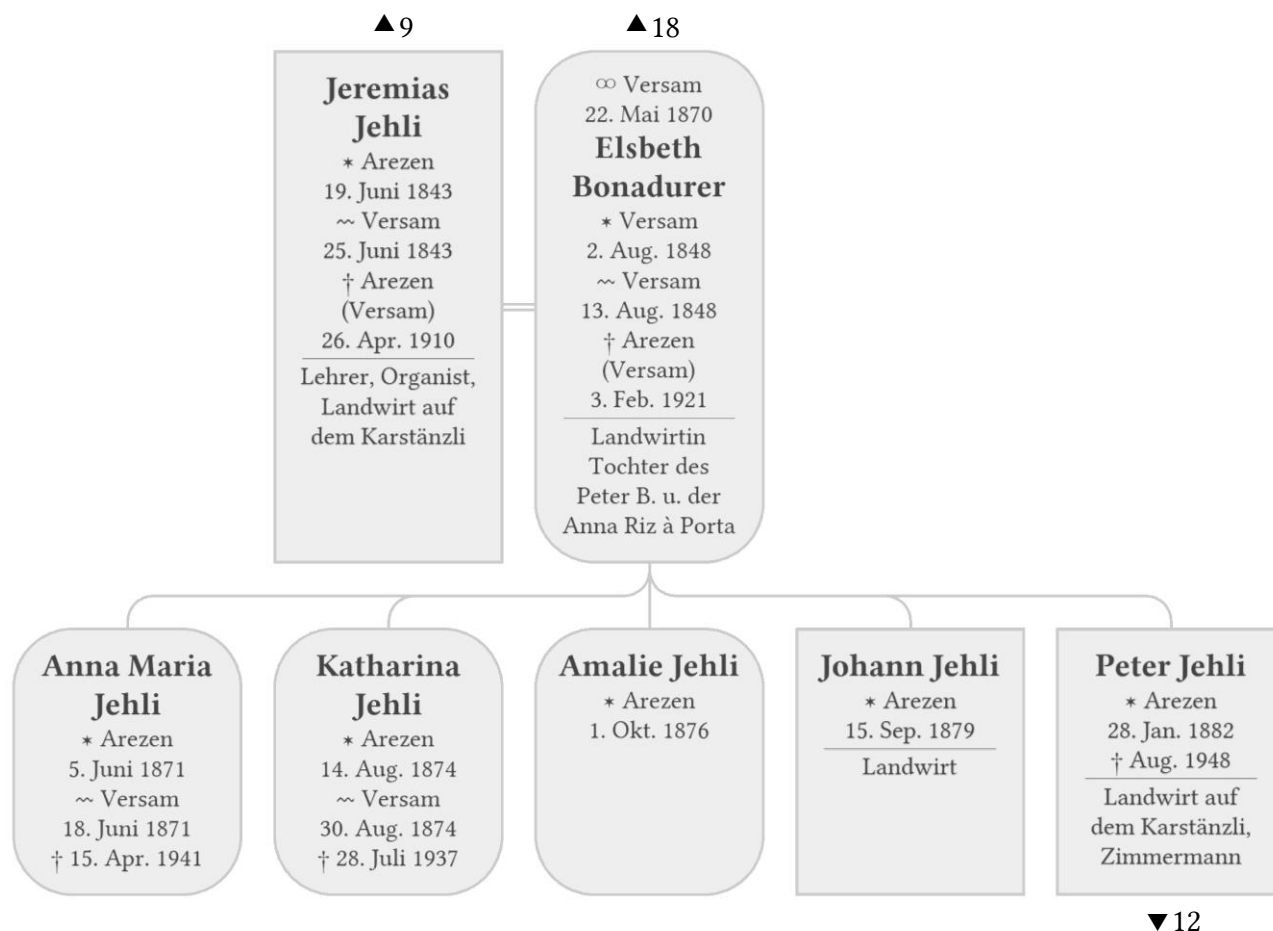 ▲9
▲18
Jeremias
Jehli
✶ Arezen
19. Juni 1843
~ Versam
25. Juni 1843
† Arezen
(Versam)
26. Apr. 1910
Lehrer, Organist,
Landwirt auf
dem Karstänzli
∞ Versam
22. Mai 1870
Elsbeth
Bonadurer
✶ Versam
2. Aug. 1848
~ Versam
13. Aug. 1848
† Arezen
(Versam)
3. Feb. 1921
Landwirtin
Tochter des
Peter B. u. der
Anna Riz à Porta
Anna Maria
Jehli
✶ Arezen
5. Juni 1871
~ Versam
18. Juni 1871
† 15. Apr. 1941
Katharina
Jehli
✶ Arezen
14. Aug. 1874
~ Versam
30. Aug. 1874
† 28. Juli 1937
Amalie Jehli
✶ Arezen
1. Okt. 1876
Johann Jehli
✶ Arezen
15. Sep. 1879
Landwirt
Peter Jehli
✶ Arezen
28. Jan. 1882
† Aug. 1948
Landwirt auf
dem Karstänzli,
Zimmermann
▼12